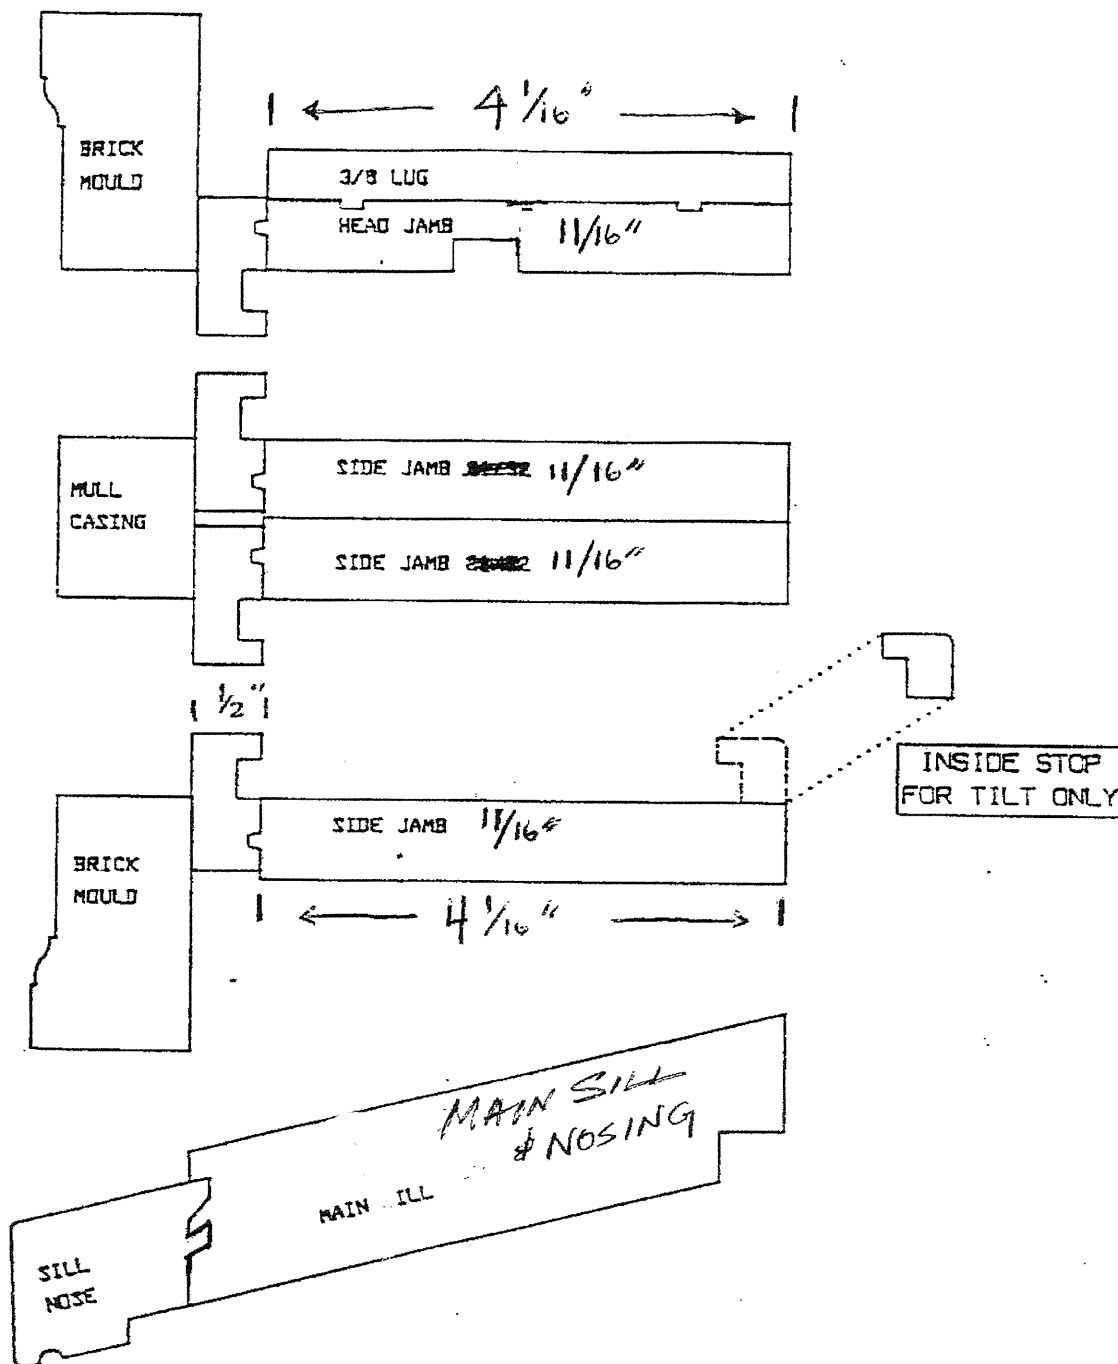 4 1/16"
BRICK
MOULD
3/8 LUG
HEAD JAMB 11/16"
SIDE JAMB 11/16"
MULL
CASING
SIDE JAMB 11/16"
1/2"
INSIDE STOP
FOR TILT ONLY
SIDE JAMB 11/16"
BRICK
MOULD
4 1/16"
MAIN SILL
& NOSING
MAIN ILL
SILL
NOSE